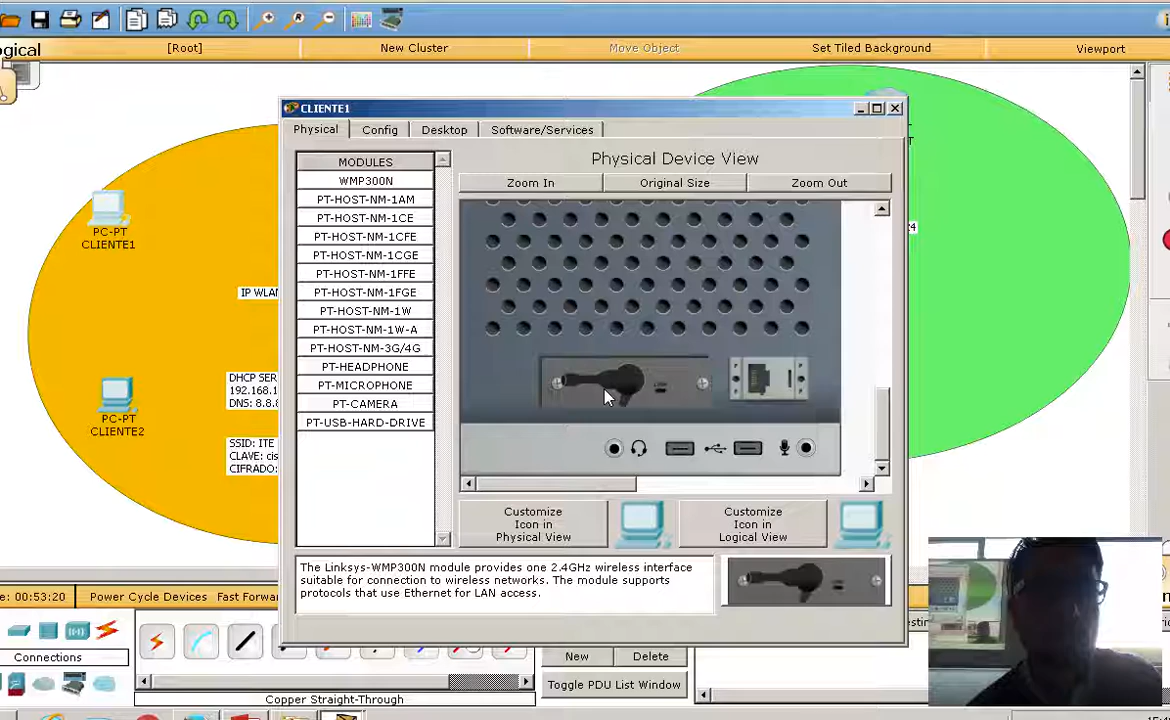 [Root]
New Cluster
Move Object
Set Tiled Background
Viewport
ogical
CLIENTE1
Physical
Config
Desktop
Software/Services
MODULES
WMP300N
PT-HOST-NM-1AM
PT-HOST-NM-1CE
PT-HOST-NM-1CFE
PT-HOST-NM-1CGE
PT-HOST-NM-1FFE
PT-HOST-NM-1FGE
PT-HOST-NM-1W
PT-HOST-NM-1W-A
PT-HOST-NM-3G/4G
PT-HEADPHONE
PT-MICROPHONE
PT-CAMERA
PT-USB-HARD-DRIVE
Physical Device View
Zoom In
Original Size
Zoom Out
Customize
Icon in
Physical View
Customize
Icon in
Logical View
The Linksys-WMP300N module provides one 2.4GHz wireless interface
suitable for connection to wireless networks. The module supports
protocols that use Ethernet for LAN access.
PC-PT
CLIENTE1
IP WLAN
PC-PT
CLIENTE2
DHCP SER
192.168.1
DNS: 8.8.8
SSID: ITE
CLAVE: cis
CIFRADO:
T
4
e: 00:53:20
Power Cycle Devices
Fast Forwar
Connections
Copper Straight-Through
New
Delete
Toggle PDU List Window
estin